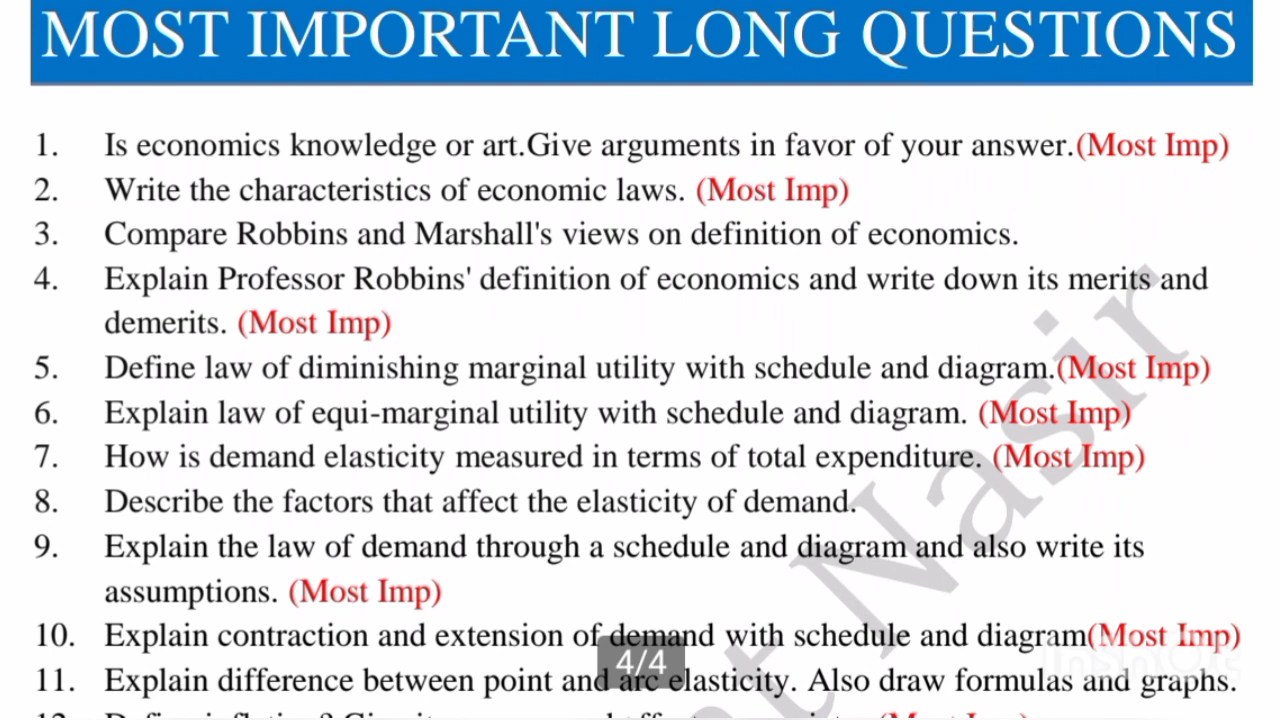 MOST IMPORTANT LONG QUESTIONS
1. Is economics knowledge or art.Give arguments in favor of your answer.(Most Imp)
2. Write the characteristics of economic laws. (Most Imp)
3. Compare Robbins and Marshall's views on definition of economics.
4. Explain Professor Robbins' definition of economics and write down its merits and
demerits. (Most Imp)
5. Define law of diminishing marginal utility with schedule and diagram.(Most Imp)
6. Explain law of equi-marginal utility with schedule and diagram. (Most Imp)
7. How is demand elasticity measured in terms of total expenditure. (Most Imp)
8. Describe the factors that affect the elasticity of demand.
9. Explain the law of demand through a schedule and diagram and also write its
assumptions. (Most Imp)
10. Explain contraction and extension of demand with schedule and diagram(Most Imp)
4/4
11. Explain difference between point and arc elasticity. Also draw formulas and graphs.
Nasir